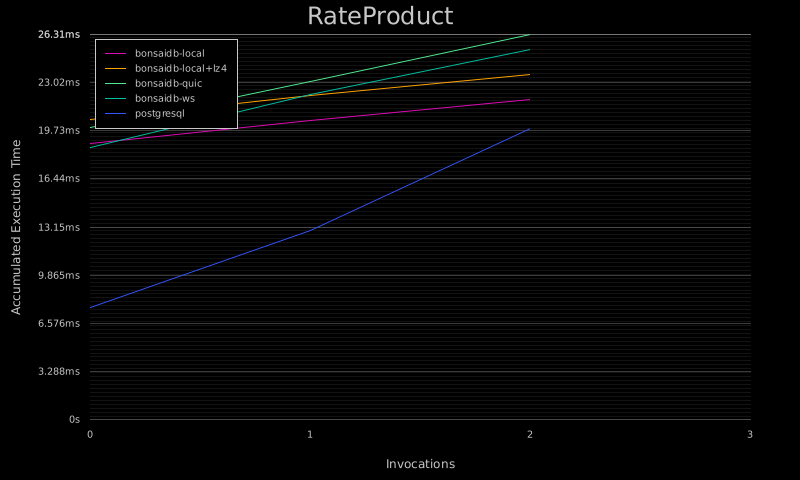 RateProduct
26.31ms
23.02ms
19.73ms
16.44ms
13.15ms
9.865ms
6.576ms
3.288ms
0s
Accumulated Execution Time
bonsaidb-local
bonsaidb-local+lz4
bonsaidb-quic
bonsaidb-ws
postgresql
0
1
2
3
Invocations